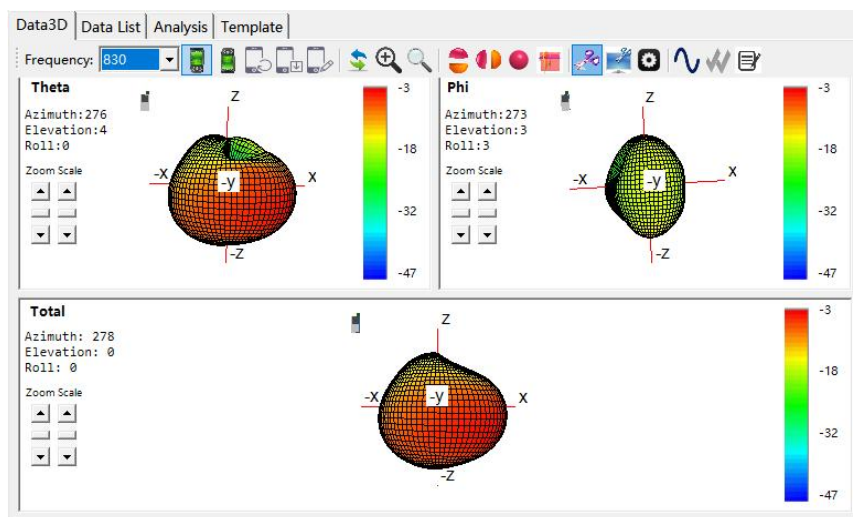 Data3D Data List Analysis Template
Frequency: 830
Theta
Azimuth:276
Elevation:4
Roll:0
Zoom Scale
Z
-X
-y
X
-Z
-3
-18
-32
-47
Phi
Azimuth:273
Elevation:3
Roll:3
Zoom Scale
Z
-X
-y
X
-Z
-3
-18
-32
-47
Total
Azimuth: 278
Elevation: 0
Roll: 0
Zoom Scale
Z
-X
-y
X
-Z
-3
-18
-32
-47